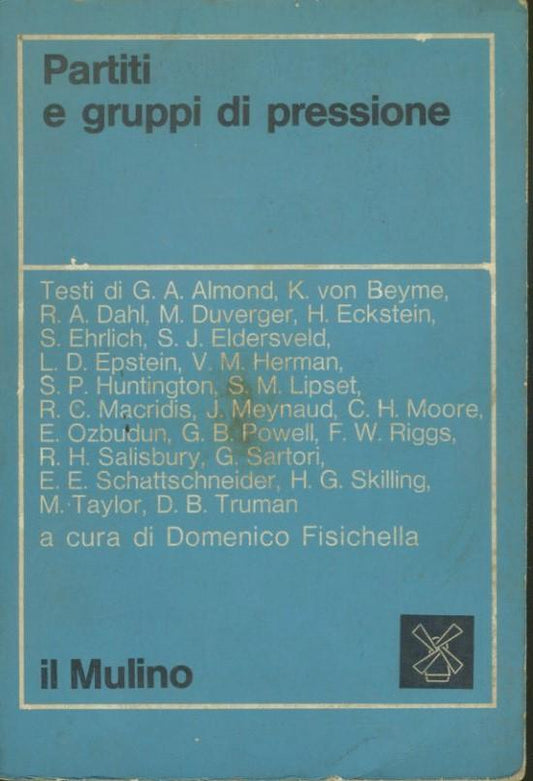 Partiti
e gruppi di pressione
Testi di G. A. Almond, K. von Beyme,
R. A. Dahl, M. Duverger, H. Eckstein,
S. Ehrlich, S. J. Eldersveld,
L. D. Epstein, V. M. Herman,
S. P. Huntington, S. M. Lipset,
R. C. Macridis, J. Meynaud, C. H. Moore,
E. Ozbudun, G. B. Powell, F. W. Riggs,
R. H. Salisbury, G. Sartori,
E. E. Schattschneider, H. G. Skilling,
M. Taylor, D. B. Truman
a cura di Domenico Fisichella
il Mulino